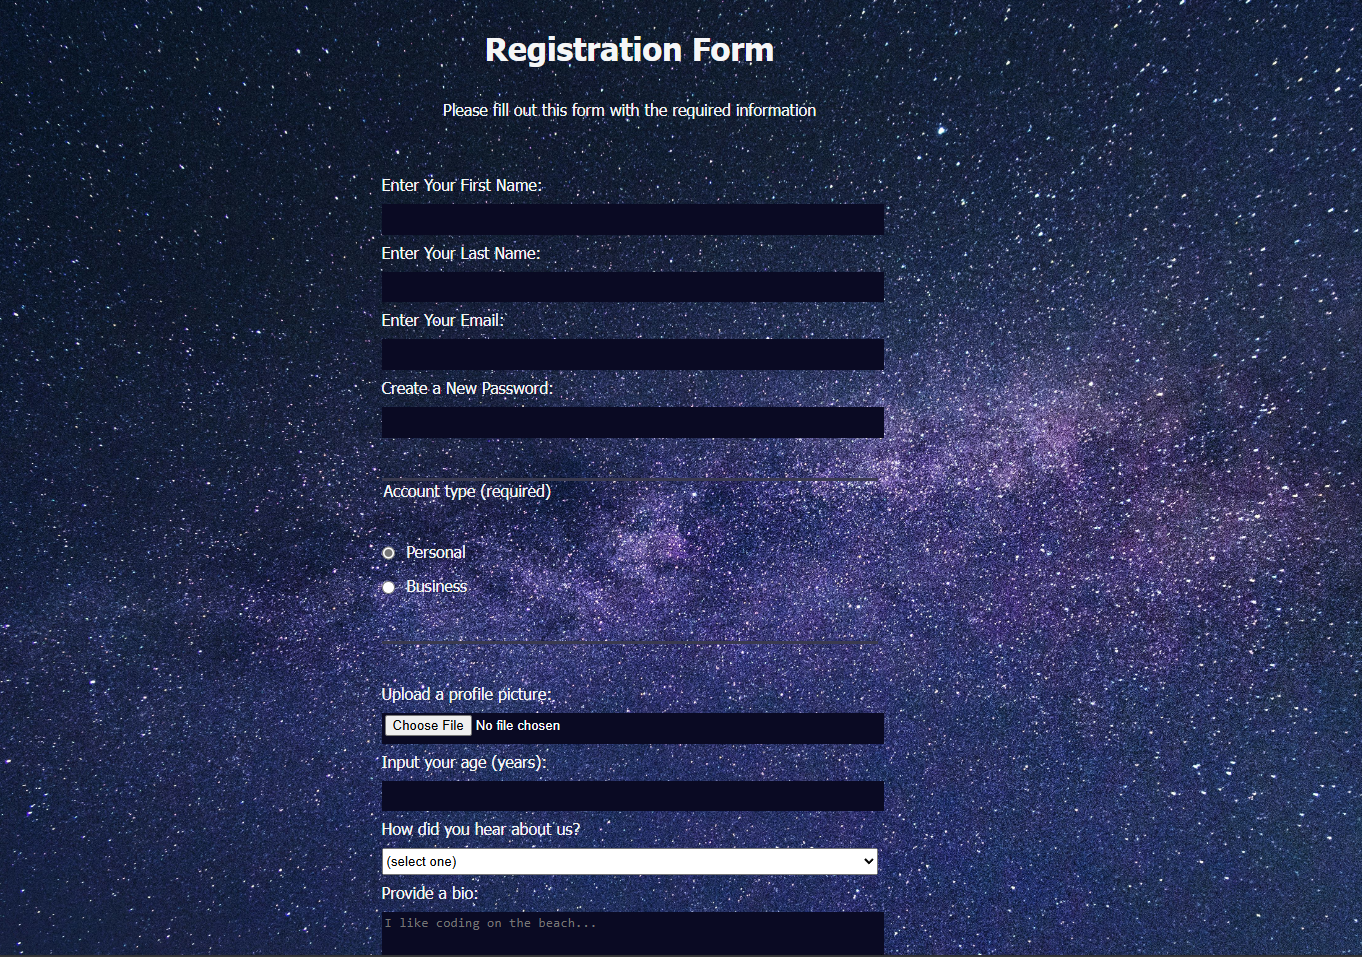 Registration Form
Please fill out this form with the required information
Enter Your First Name:
Enter Your Last Name:
Enter Your Email:
Create a New Password:
Account type (required)
Personal
Business
Upload a profile picture:
Choose File No file chosen
Input your age (years):
How did you hear about us?
(select one)
Provide a bio:
I like coding on the beach...